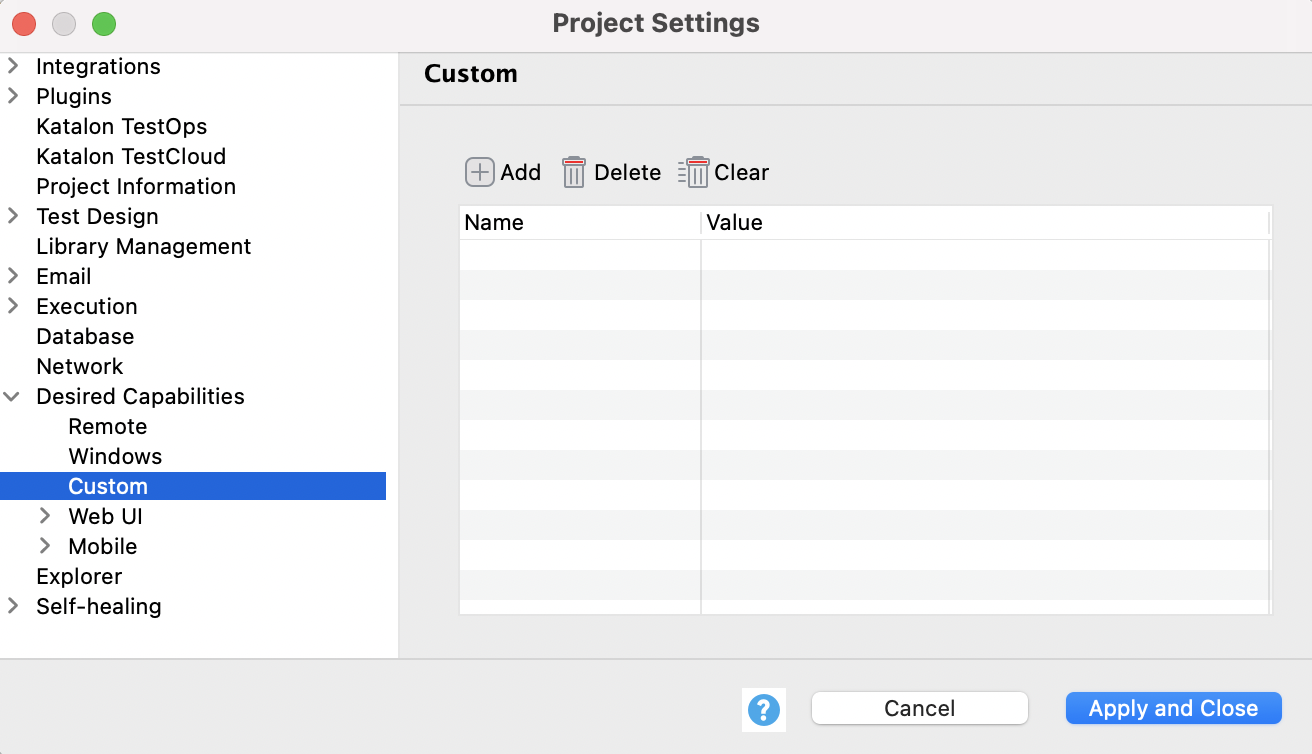 Project Settings
Integrations
Plugins
Katalon TestOps
Katalon TestCloud
Project Information
Test Design
Library Management
Email
Execution
Database
Network
Desired Capabilities
Remote
Windows
Custom
Web UI
Mobile
Explorer
Self-healing
Custom
Add Delete Clear
Name Value
? Cancel Apply and Close